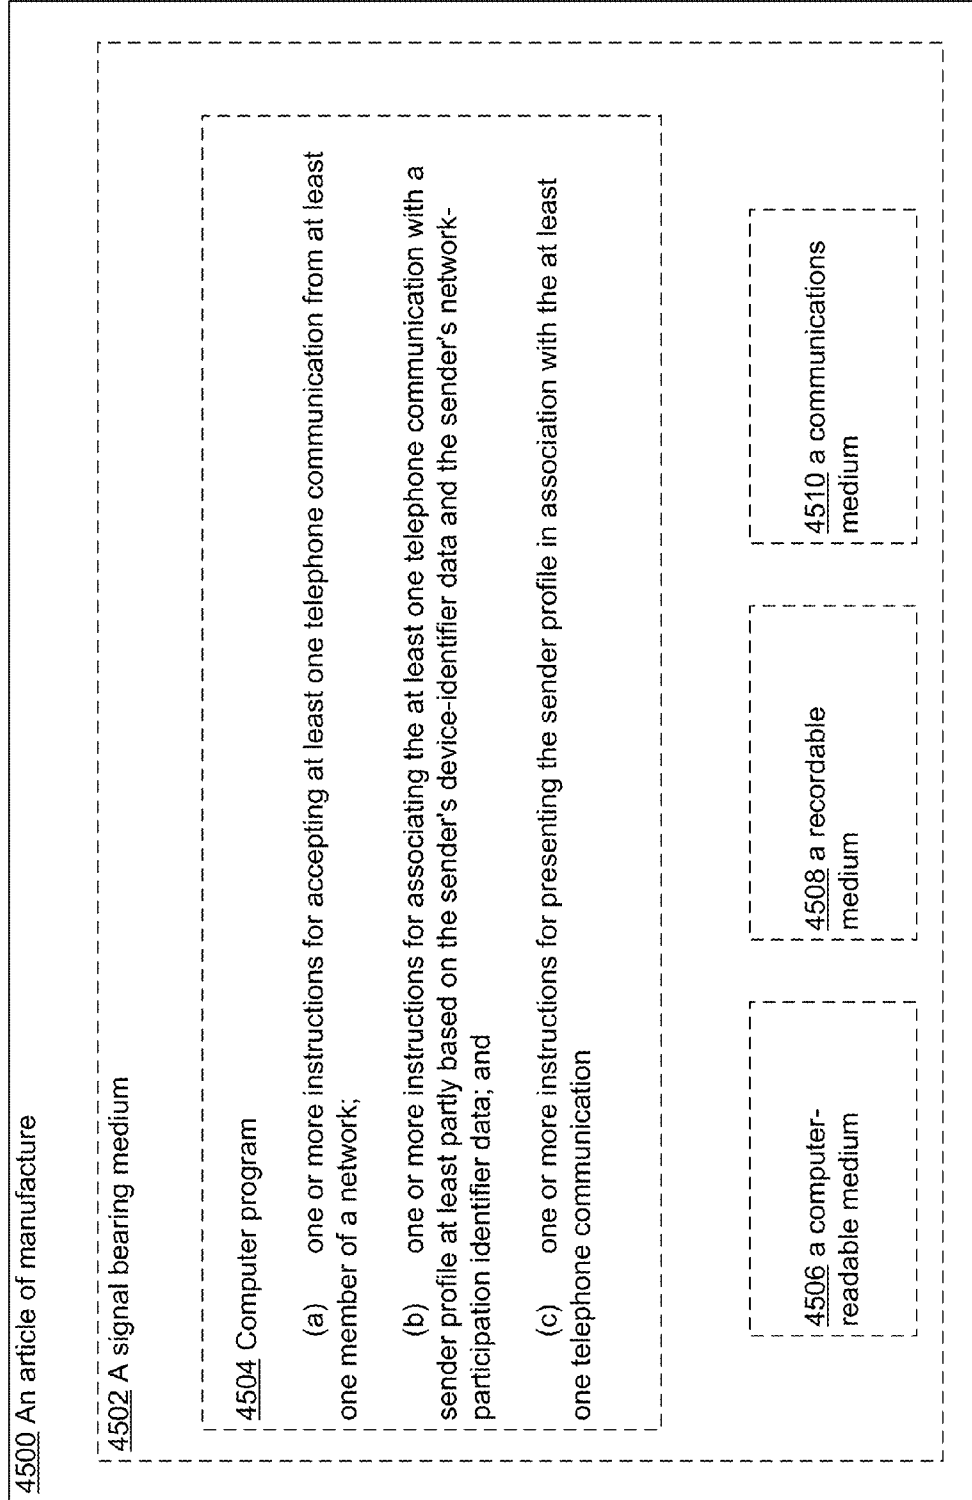 4500 An article of manufacture
4502 A signal bearing medium
4504 Computer program
(a) one or more instructions for accepting at least one telephone communication from at least
one member of a network;
(b) one or more instructions for associating the at least one telephone communication with a
sender profile at least partly based on the sender's device-identifier data and the sender's network-
participation identifier data; and
(c) one or more instructions for presenting the sender profile in association with the at least
one telephone communication
4506 a computer-
readable medium
4508 a recordable
medium
4510 a communications
medium